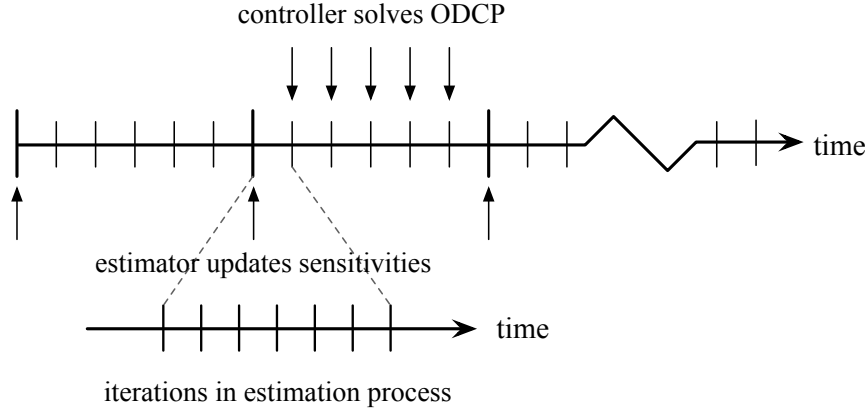 controller solves ODCP
time
estimator updates sensitivities
time
iterations in estimation process